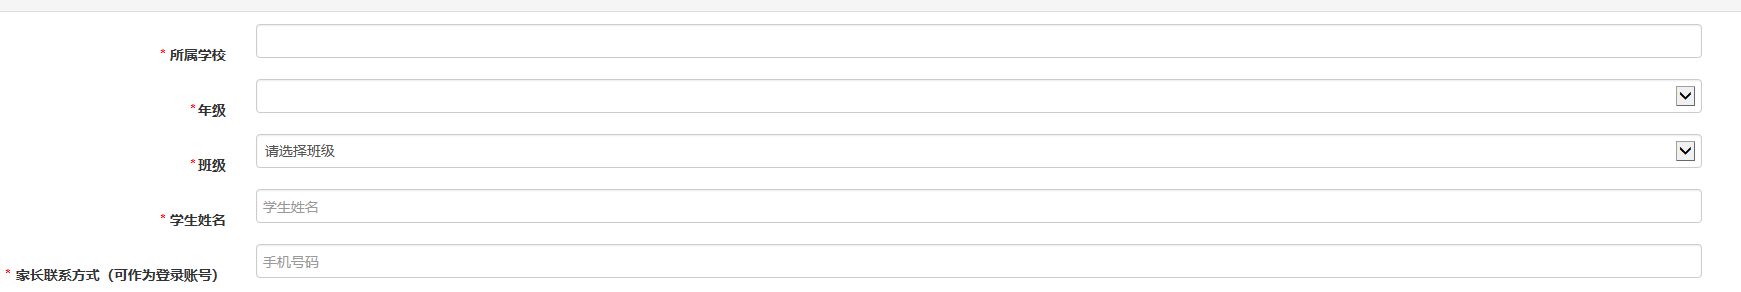 * 所属学校
* 年级
* 班级 请选择班级
* 学生姓名 学生姓名
* 家长联系方式（可作为登录账号） 手机号码